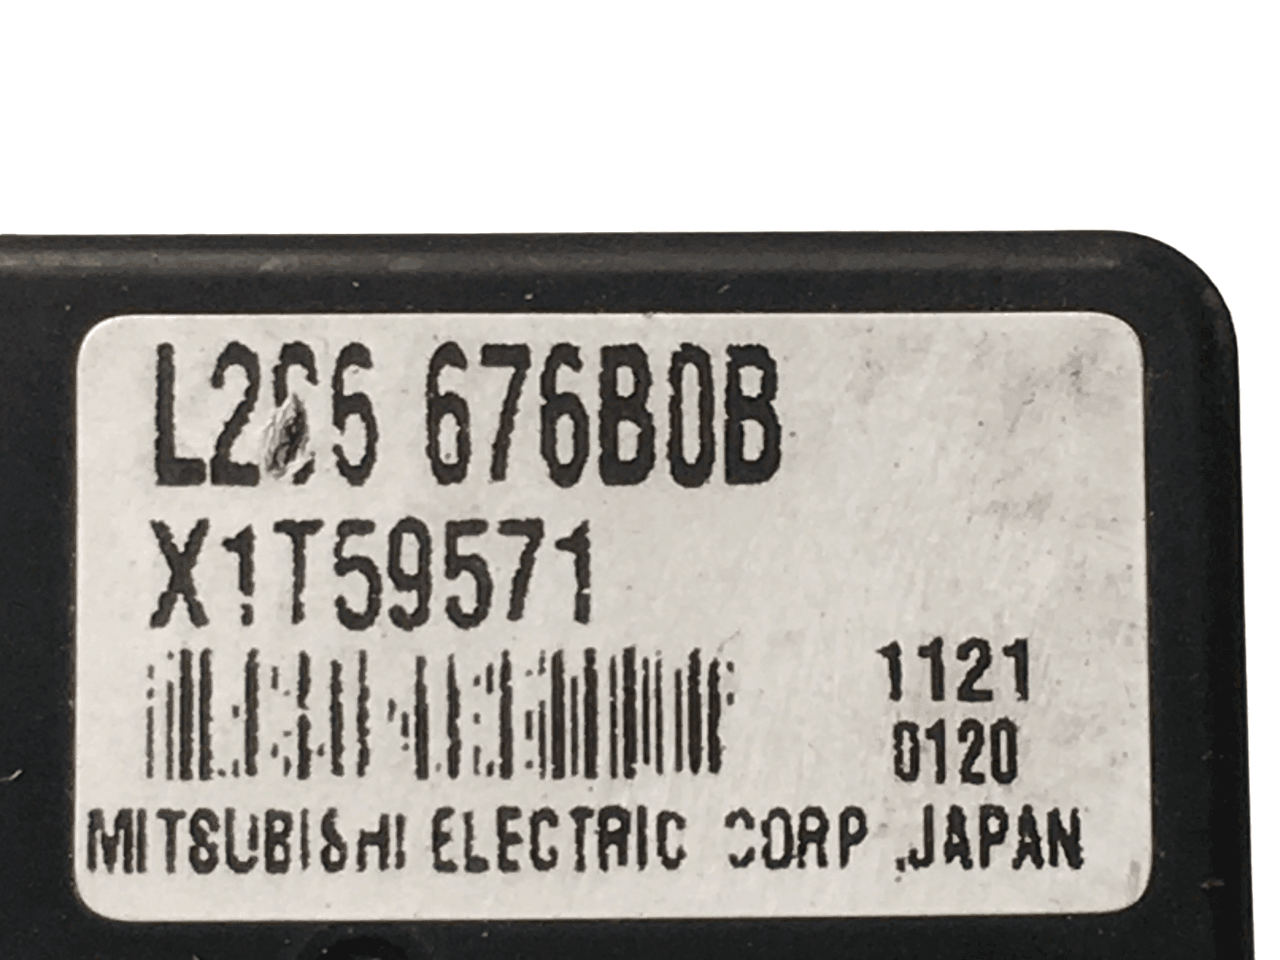 676B0B
X1T59571
1121
0120
MITSUBISHI ELECTRIC CORP .JAPAN